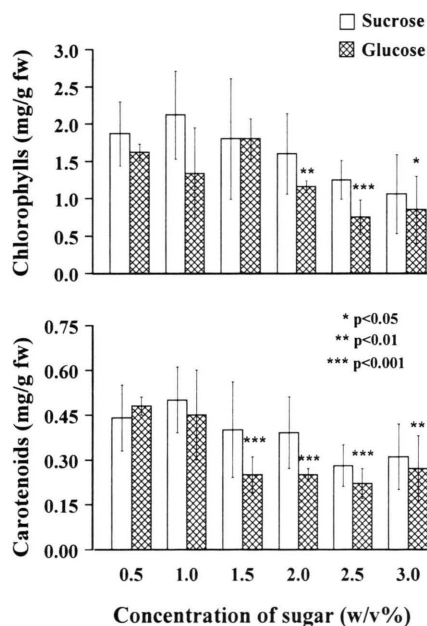 Sucrose
Glucose
Chlorophylls (mg/g fw)
3.0
2.5
2.0
1.5
1.0
0.5
0.0
**
***
*
Carotenoids (mg/g fw)
0.75
0.60
0.45
0.30
0.15
0.00
* p<0.05
** p<0.01
*** p<0.001
***
***
***
**
0.5 1.0 1.5 2.0 2.5 3.0
Concentration of sugar (w/v%)